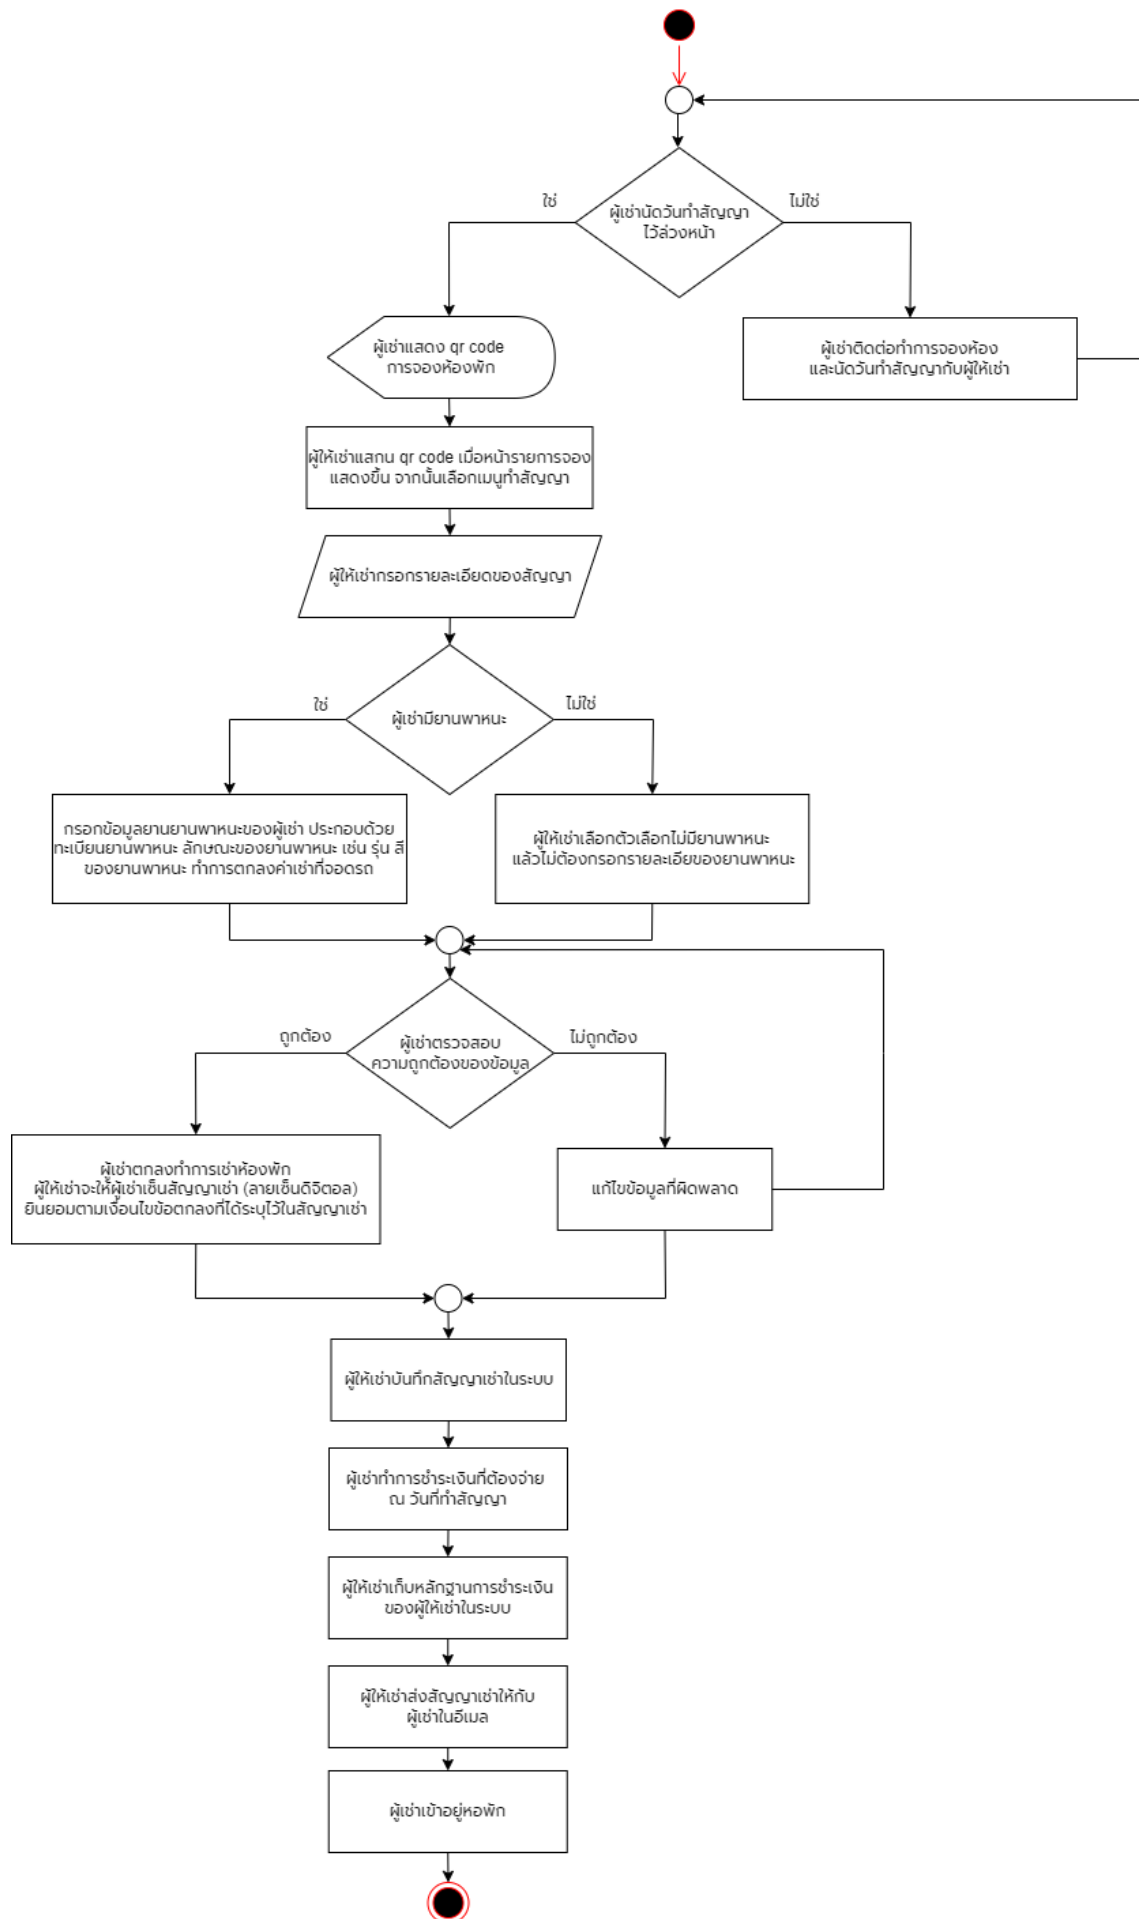 ผู้เช่านัดวันทำสัญญา
ไว้ล่วงหน้า
ใช่
ไม่ใช่
ผู้เช่าแสดง qr code
การจองห้องพัก
ผู้เช่าติดต่อทำการจองห้อง
และนัดวันทำสัญญากับผู้ให้เช่า
ผู้ให้เช่าแสกน qr code เมื่อหน้ารายการจอง
แสดงขึ้น จากนั้นเลือกเมนูทำสัญญา
ผู้ให้เช่ากรอกรายละเอียดของสัญญา
ใช่
ผู้เช่ามียานพาหนะ
ไม่ใช่
กรอกข้อมูลยานยานพาหนะของผู้เช่า ประกอบด้วย
ทะเบียนยานพาหนะ ลักษณะของยานพาหนะ เช่น รุ่น สี
ของยานพาหนะ ทำการตกลงค่าเช่าที่จอดรถ
ผู้ให้เช่าเลือกตัวเลือกไม่มียานพาหนะ
แล้วไม่ต้องกรอกรายละเอียของยานพาหนะ
ถูกต้อง
ผู้เช่าตรวจสอบ
ความถูกต้องของข้อมูล
ไม่ถูกต้อง
ผู้เช่าตกลงทำการเช่าห้องพัก
ผู้ให้เช่าจะให้ผู้เช่าเซ็นสัญญาเช่า (ลายเซ็นดิจิตอล)
ยินยอมตามเงื่อนไขข้อตกลงที่ได้ระบุไว้ในสัญญาเช่า
แก้ไขข้อมูลที่ผิดพลาด
ผู้ให้เช่าบันทึกสัญญาเช่าในระบบ
ผู้เช่าทำการชำระเงินที่ต้องจ่าย
ณ วันที่ทำสัญญา
ผู้ให้เช่าเก็บหลักฐานการชำระเงิน
ของผู้ให้เช่าในระบบ
ผู้ให้เช่าส่งสัญญาเช่าให้กับ
ผู้เช่าในอีเมล
ผู้เช่าเข้าอยู่หอพัก